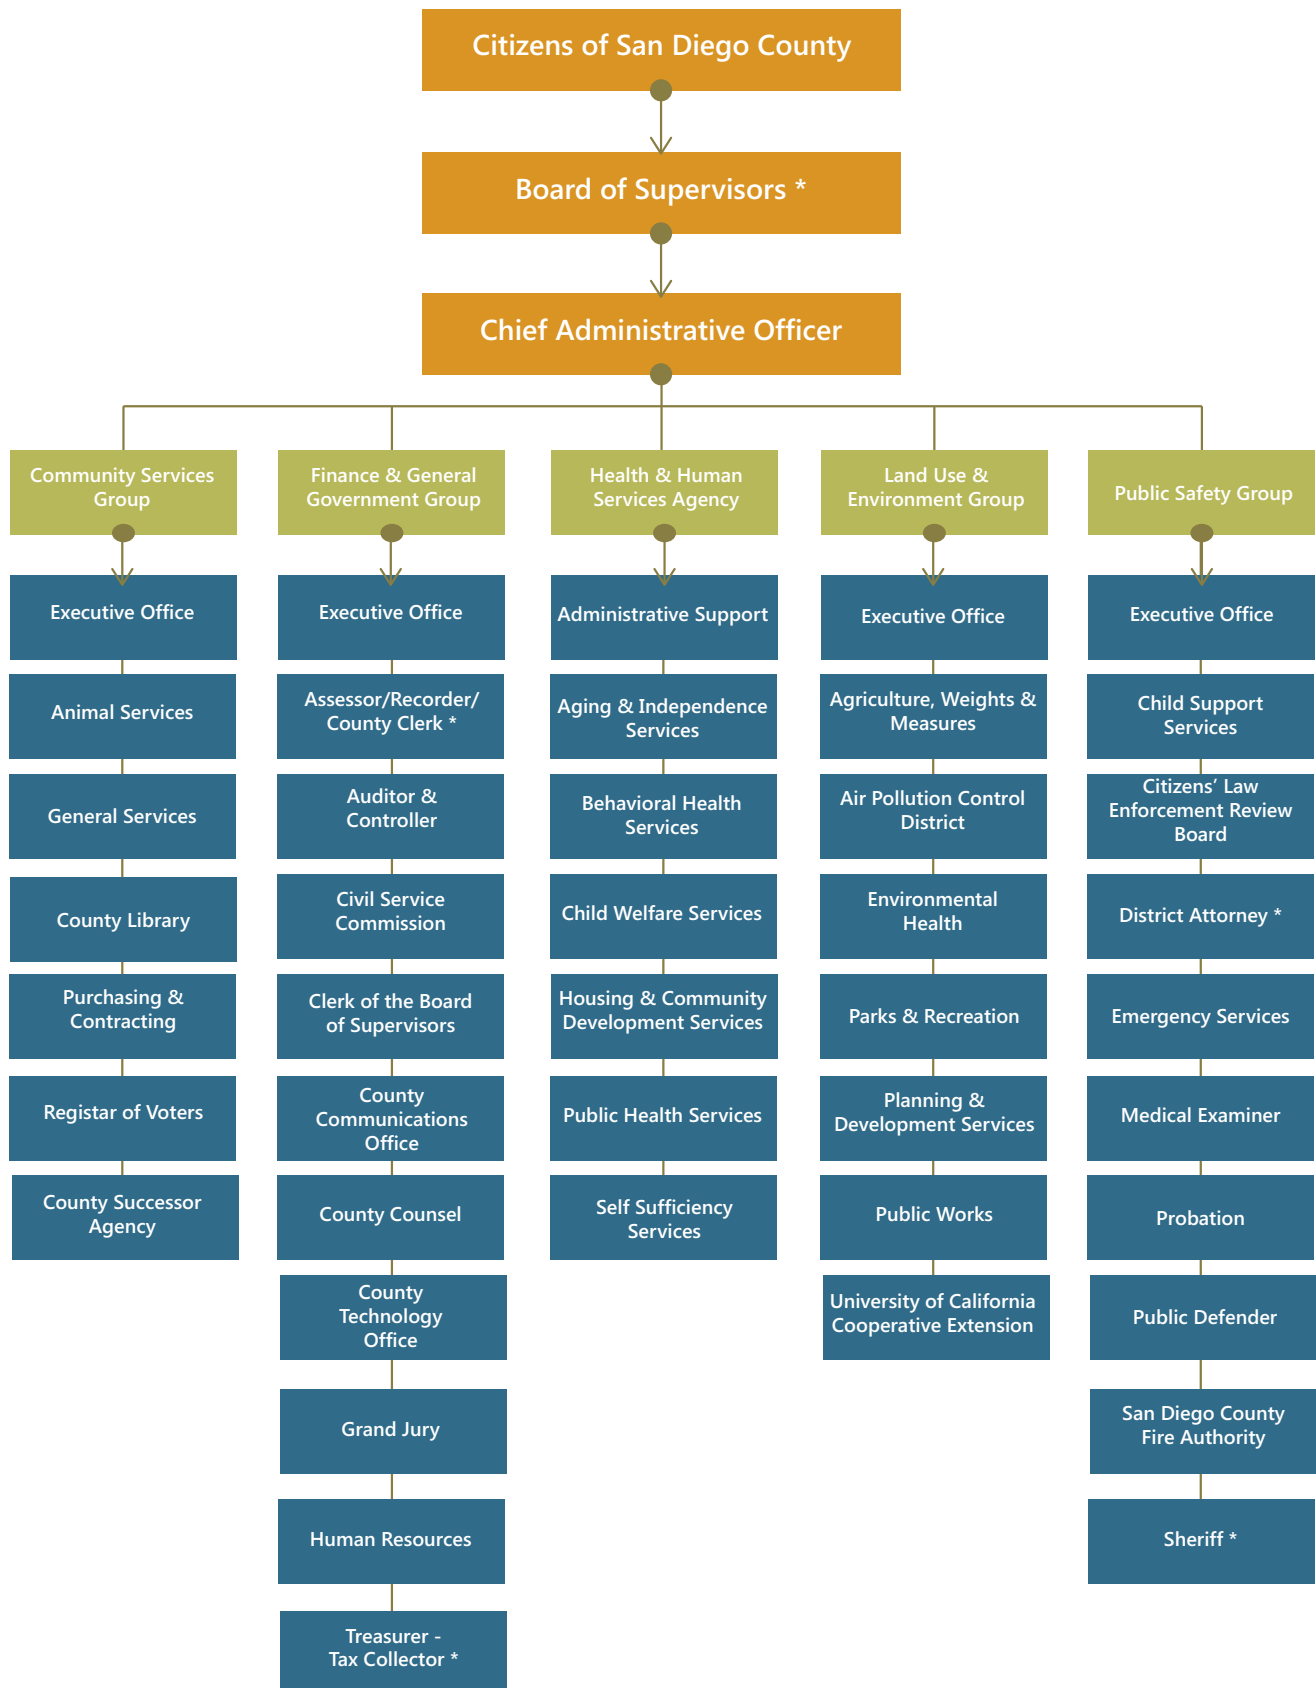 Citizens of San Diego County
Board of Supervisors *
Chief Administrative Officer
Community Services
Group
Executive Office
Animal Services
General Services
County Library
Purchasing &
Contracting
Registar of Voters
County Successor
Agency
Finance & General
Government Group
Executive Office
Assessor/Recorder/
County Clerk *
Auditor &
Controller
Civil Service
Commission
Clerk of the Board
of Supervisors
County
Communications
Office
County Counsel
County
Technology
Office
Grand Jury
Human Resources
Treasurer -
Tax Collector *
Health & Human
Services Agency
Administrative Support
Aging & Independence
Services
Behavioral Health
Services
Child Welfare Services
Housing & Community
Development Services
Public Health Services
Self Sufficiency
Services
Land Use &
Environment Group
Executive Office
Agriculture, Weights &
Measures
Air Pollution Control
District
Environmental
Health
Parks & Recreation
Planning &
Development Services
Public Works
University of California
Cooperative Extension
Public Safety Group
Executive Office
Child Support
Services
Citizens’ Law
Enforcement Review
Board
District Attorney *
Emergency Services
Medical Examiner
Probation
Public Defender
San Diego County
Fire Authority
Sheriff *